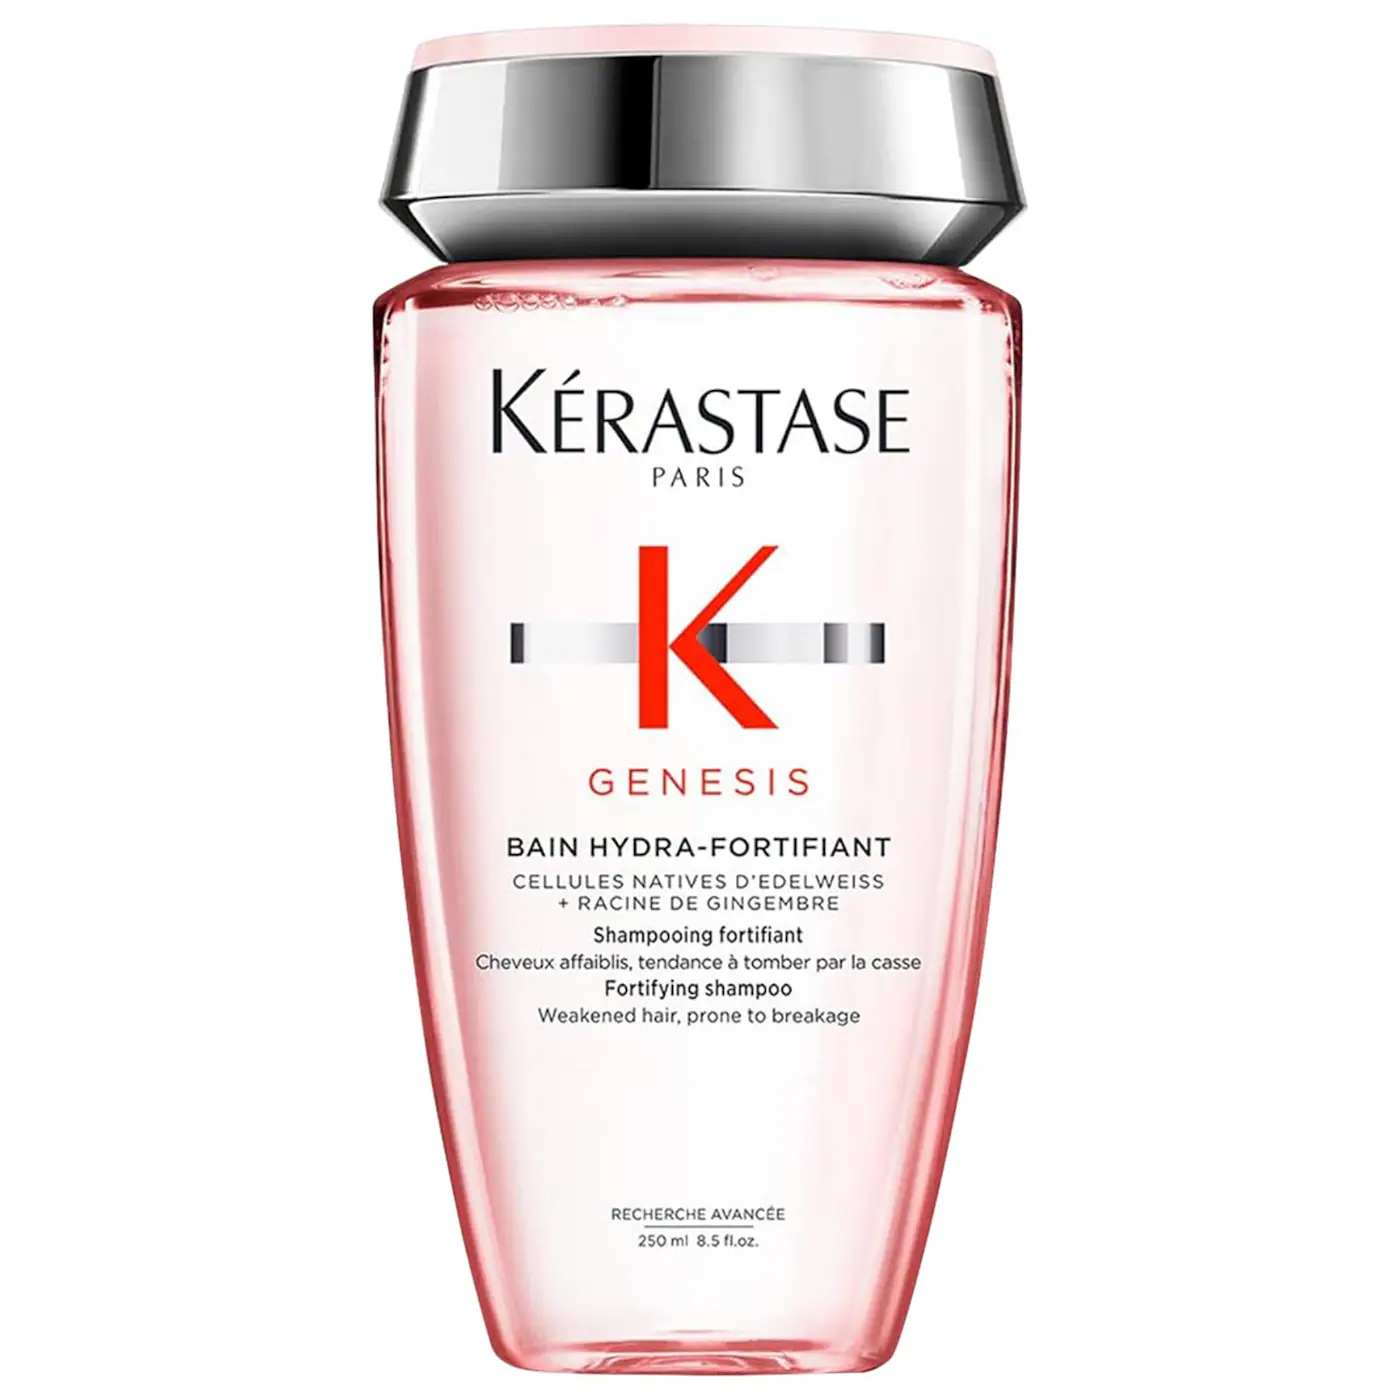 KÉRASTASE
PARIS
K
GENESIS
BAIN HYDRA-FORTIFIANT
CELLULES NATIVES D'EDELWEISS
+ RACINE DE GINGEMBRE
Shampooing fortifiant
Cheveux affaiblis, tendance à tomber par la casse
Fortifying shampoo
Weakened hair, prone to breakage
RECHERCHE AVANCÉE
250 ml 8.5 fl.oz.